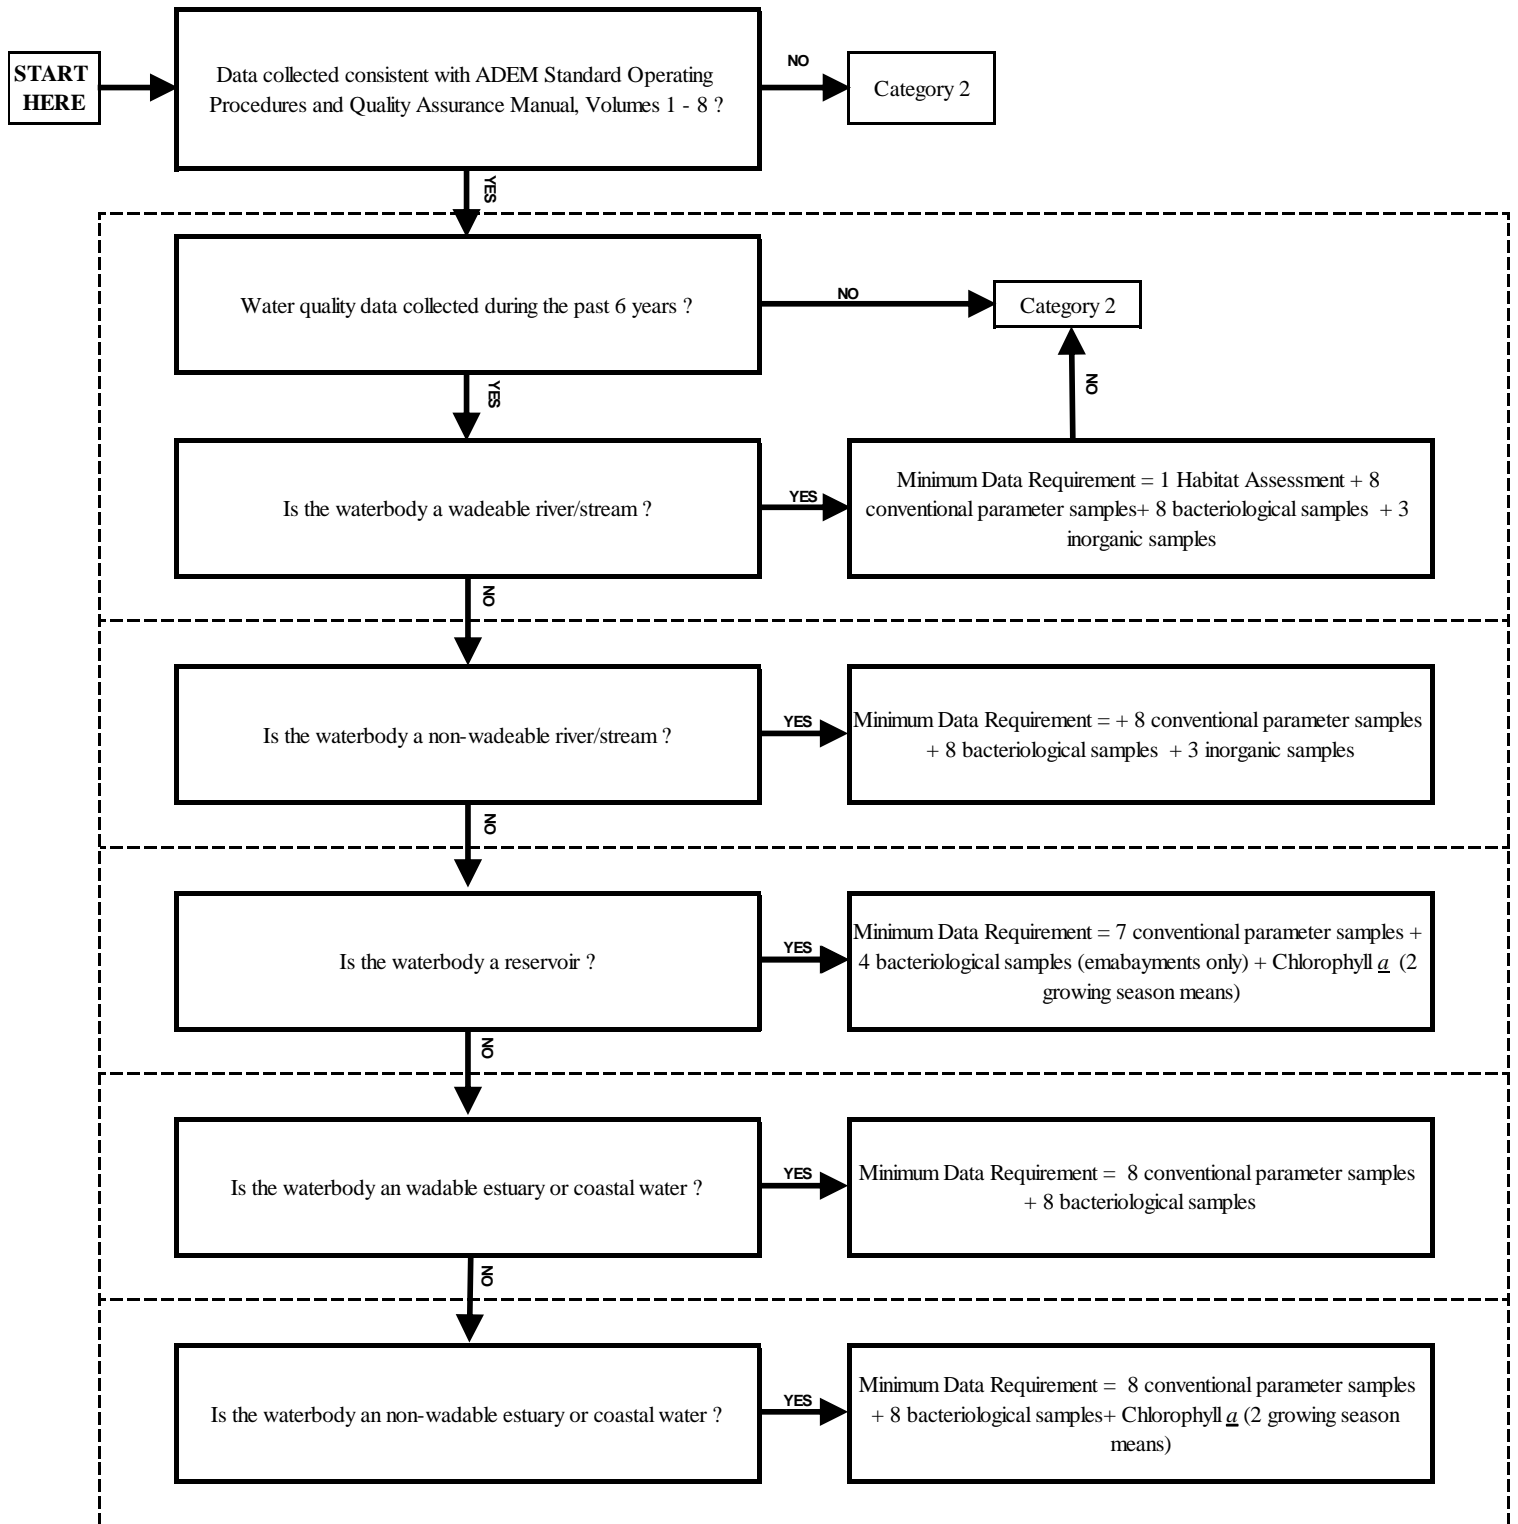 START
HERE
Data collected consistent with ADEM Standard Operating
Procedures and Quality Assurance Manual, Volumes 1 - 8 ?
NO
Category 2
YES
Water quality data collected during the past 6 years ?
NO
Category 2
YES
NO
Is the waterbody a wadeable river/stream ?
YES
Minimum Data Requirement = 1 Habitat Assessment + 8
conventional parameter samples+ 8 bacteriological samples + 3
inorganic samples
NO
Is the waterbody a non-wadeable river/stream ?
YES
Minimum Data Requirement = + 8 conventional parameter samples
+ 8 bacteriological samples + 3 inorganic samples
NO
Is the waterbody a reservoir ?
YES
Minimum Data Requirement = 7 conventional parameter samples +
4 bacteriological samples (emabayments only) + Chlorophyll a (2
growing season means)
NO
Is the waterbody an wadable estuary or coastal water ?
YES
Minimum Data Requirement = 8 conventional parameter samples
+ 8 bacteriological samples
NO
Is the waterbody an non-wadable estuary or coastal water ?
YES
Minimum Data Requirement = 8 conventional parameter samples
+ 8 bacteriological samples+ Chlorophyll a (2 growing season
means)